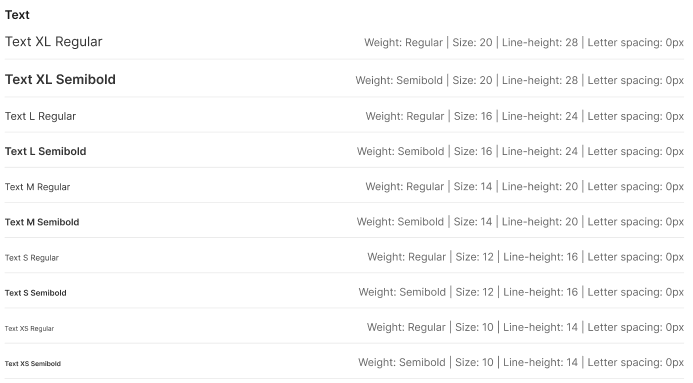 Text
Text XL Regular Weight: Regular | Size: 20 | Line-height: 28 | Letter spacing: 0px
Text XL Semibold Weight: Semibold | Size: 20 | Line-height: 28 | Letter spacing: 0px
Text L Regular Weight: Regular | Size: 16 | Line-height: 24 | Letter spacing: 0px
Text L Semibold Weight: Semibold | Size: 16 | Line-height: 24 | Letter spacing: 0px
Text M Regular Weight: Regular | Size: 14 | Line-height: 20 | Letter spacing: 0px
Text M Semibold Weight: Semibold | Size: 14 | Line-height: 20 | Letter spacing: 0px
Text S Regular Weight: Regular | Size: 12 | Line-height: 16 | Letter spacing: 0px
Text S Semibold Weight: Semibold | Size: 12 | Line-height: 16 | Letter spacing: 0px
Text XS Regular Weight: Regular | Size: 10 | Line-height: 14 | Letter spacing: 0px
Text XS Semibold Weight: Semibold | Size: 10 | Line-height: 14 | Letter spacing: 0px